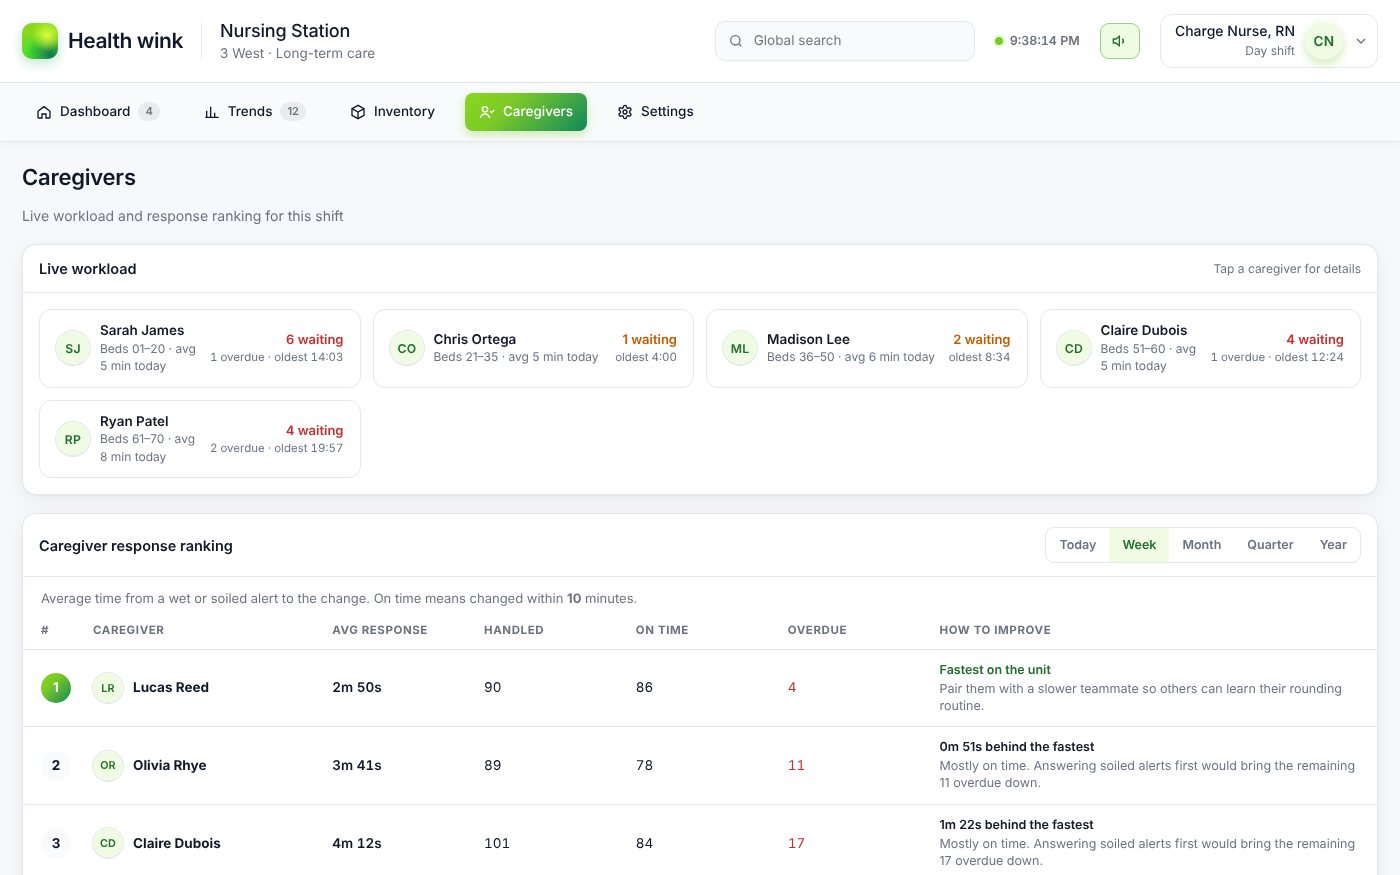 Health wink
Nursing Station
3 West · Long-term care
Global search
9:38:14 PM
Charge Nurse, RN
Day shift
CN
Dashboard 4
Trends 12
Inventory
Caregivers
Settings
Caregivers
Live workload and response ranking for this shift
Live workload
Tap a caregiver for details
SJ
Sarah James
Beds 01–20 · avg
5 min today
6 waiting
1 overdue · oldest 14:03
CO
Chris Ortega
Beds 21–35 · avg 5 min today
1 waiting
oldest 4:00
ML
Madison Lee
Beds 36–50 · avg 6 min today
2 waiting
oldest 8:34
CD
Claire Dubois
Beds 51–60 · avg
5 min today
4 waiting
1 overdue · oldest 12:24
RP
Ryan Patel
Beds 61–70 · avg
8 min today
4 waiting
2 overdue · oldest 19:57
Caregiver response ranking
Today Week Month Quarter Year
Average time from a wet or soiled alert to the change. On time means changed within 10 minutes.
# CAREGIVER AVG RESPONSE HANDLED ON TIME OVERDUE HOW TO IMPROVE
1 LR Lucas Reed 2m 50s 90 86 4
Fastest on the unit
Pair them with a slower teammate so others can learn their rounding
routine.
2 OR Olivia Rhye 3m 41s 89 78 11
0m 51s behind the fastest
Mostly on time. Answering soiled alerts first would bring the remaining
11 overdue down.
3 CD Claire Dubois 4m 12s 101 84 17
1m 22s behind the fastest
Mostly on time. Answering soiled alerts first would bring the remaining
17 overdue down.